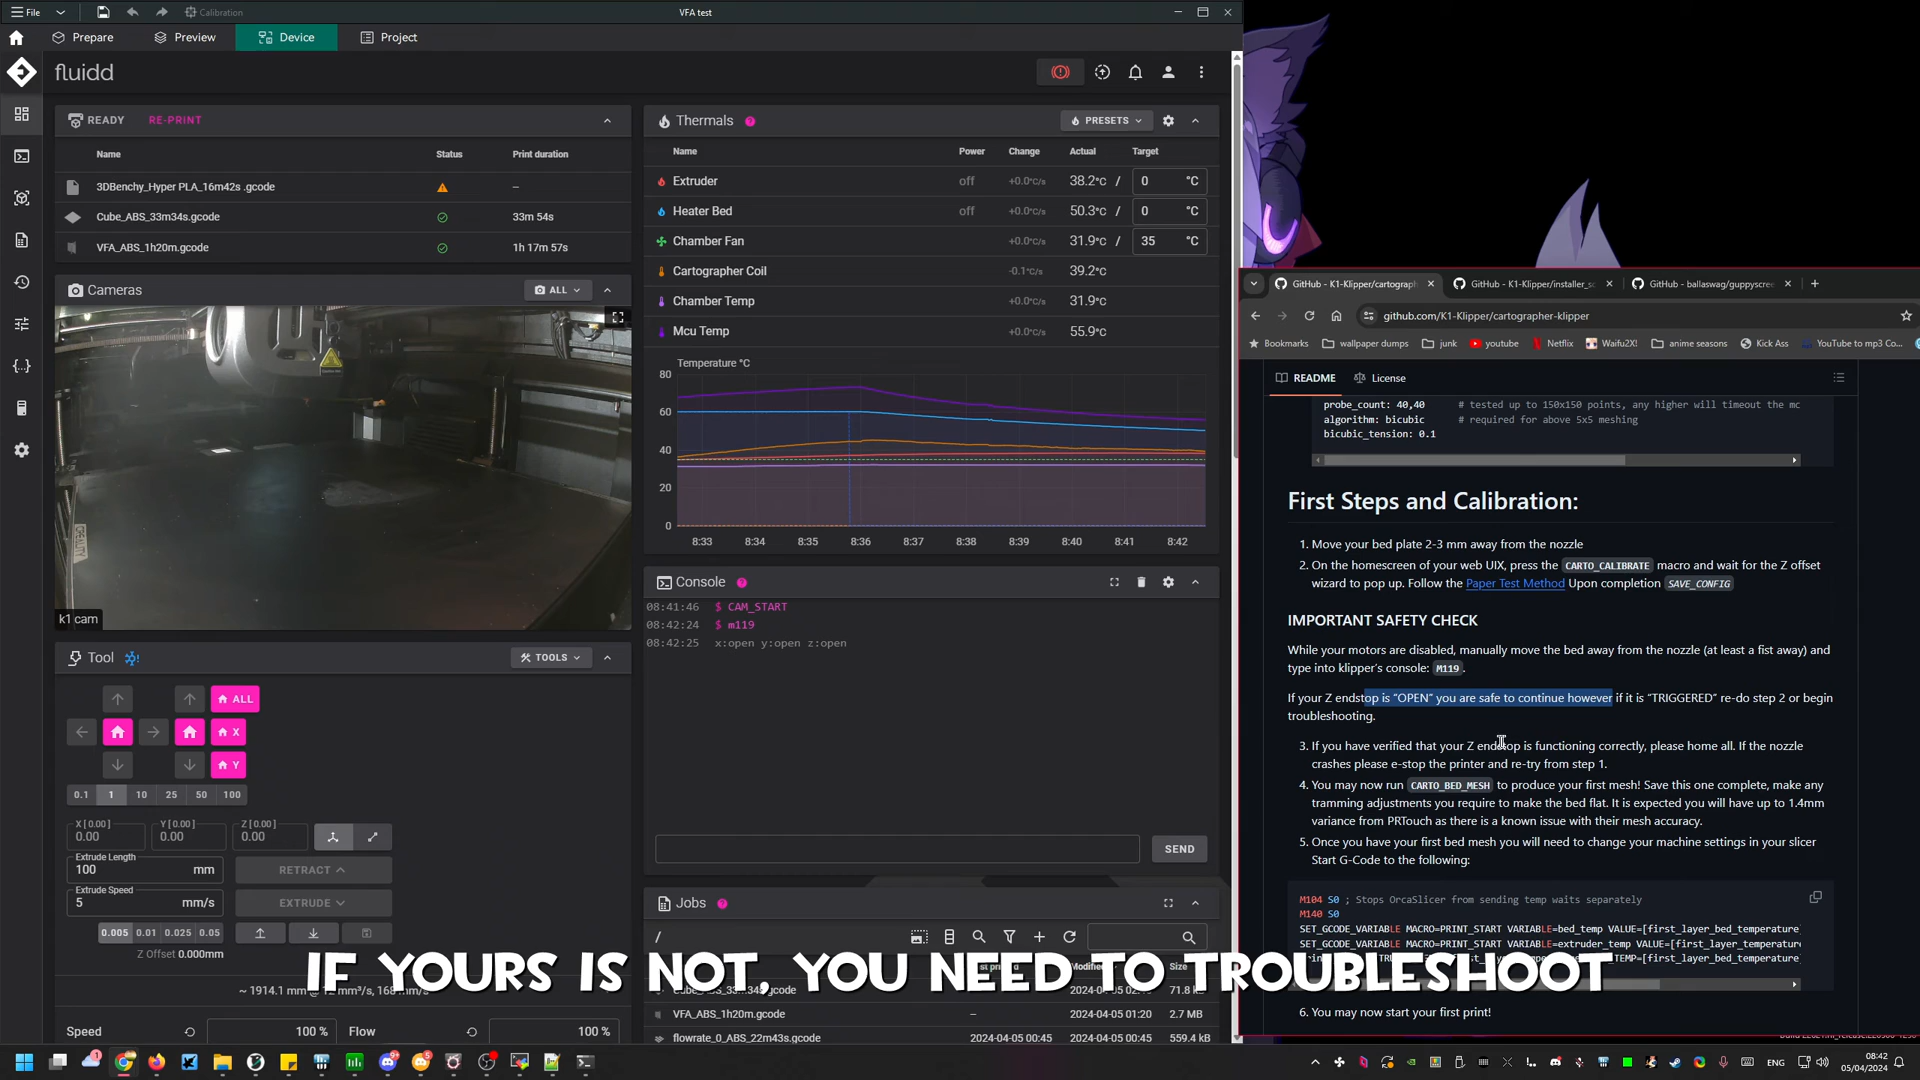 File
Calibration
VFA test
Prepare
Preview
Device
Project
fluidd
READY
RE-PRINT
Name
Status
Print duration
3DBenchy_Hyper PLA_16m42s .gcode
–
Cube_ABS_33m34s.gcode
33m 54s
VFA_ABS_1h20m.gcode
1h 17m 57s
Cameras
ALL
k1 cam
Tool
TOOLS
ALL
X
Y
0.1 1 10 25 50 100
X [ 0.00 ]
0.00
Y [ 0.00 ]
0.00
Z [ 0.00 ]
0.00
Extrude Length
100 mm
RETRACT
Extrude Speed
5 mm/s
EXTRUDE
0.005 0.01 0.025 0.05
Z Offset 0.000mm
Speed
100 %
Flow
100 %
Thermals
PRESETS
Name Power Change Actual Target
Extruder off +0.0°C/s 38.2°C / 0 °C
Heater Bed off +0.0°C/s 50.3°C / 0 °C
Chamber Fan +0.0°C/s 31.9°C / 35 °C
Cartographer Coil -0.1°C/s 39.2°C
Chamber Temp +0.0°C/s 31.9°C
Mcu Temp +0.0°C/s 55.9°C
Temperature °C
80
60
40
20
0
8:33 8:34 8:35 8:36 8:37 8:38 8:39 8:40 8:41 8:42
Console
08:41:46 $ CAM_START
08:42:24 $ m119
08:42:25 x:open y:open z:open
SEND
Jobs
/
Size
71.8 kB
VFA_ABS_1h20m.gcode – 2024-04-05 01:20 2.7 MB
flowrate_0_ABS_22m43s.gcode 2024-04-05 00:45 2024-04-05 00:45 559.4 kB
GitHub - K1-Klipper/cartograph
GitHub - K1-Klipper/installer_sc
GitHub - ballaswag/guppyscree
github.com/K1-Klipper/cartographer-klipper
Bookmarks
wallpaper dumps
junk
youtube
Netflix
Waifu2X!
anime seasons
Kick Ass
YouTube to mp3 Co...
README
License
probe_count: 40,40 # tested up to 150x150 points, any higher will timeout the mc
algorithm: bicubic # required for above 5x5 meshing
bicubic_tension: 0.1
First Steps and Calibration:
1. Move your bed plate 2-3 mm away from the nozzle
2. On the homescreen of your web UIX, press the CARTO_CALIBRATE macro and wait for the Z offset
wizard to pop up. Follow the Paper Test Method Upon completion SAVE_CONFIG
IMPORTANT SAFETY CHECK
While your motors are disabled, manually move the bed away from the nozzle (at least a fist away) and
type into klipper's console: M119.
If your Z endstop is “OPEN” you are safe to continue however if it is “TRIGGERED” re-do step 2 or begin
troubleshooting.
3. If you have verified that your Z endstop is functioning correctly, please home all. If the nozzle
crashes please e-stop the printer and re-try from step 1.
4. You may now run CARTO_BED_MESH to produce your first mesh! Save this one complete, make any
tramming adjustments you require to make the bed flat. It is expected you will have up to 1.4mm
variance from PRTouch as there is a known issue with their mesh accuracy.
5. Once you have your first bed mesh you will need to change your machine settings in your slicer
Start G-Code to the following:
M104 S0 ; Stops OrcaSlicer from sending temp waits separately
M140 S0
SET_GCODE_VARIABLE MACRO=PRINT_START VARIABLE=bed_temp VALUE=[first_layer_bed_temperature]
SET_GCODE_VARIABLE MACRO=PRINT_START VARIABLE=extruder_temp VALUE=[first_layer_temperature
6. You may now start your first print!
IF YOURS IS NOT, YOU NEED TO TROUBLESHOOT
ENG
08:42
05/04/2024